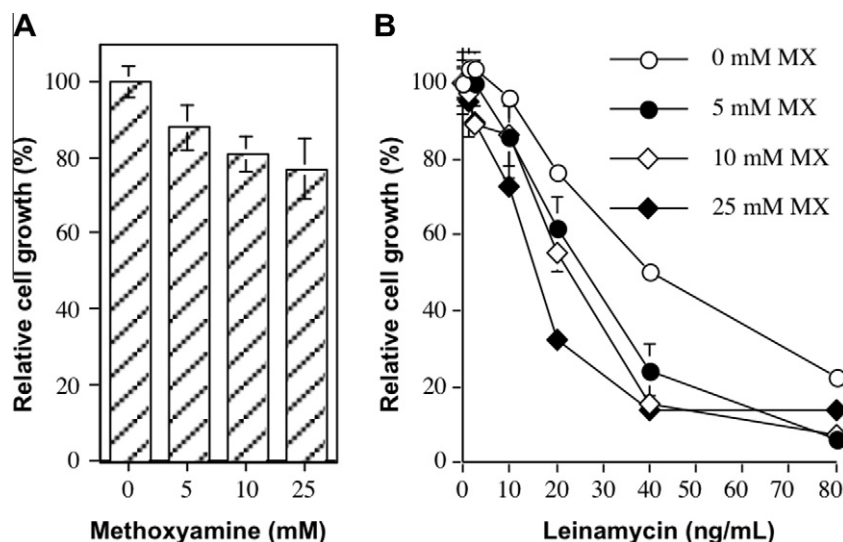 A
Relative cell growth (%)
100
80
60
40
20
0
0 5 10 25
Methoxyamine (mM)
B
Relative cell growth (%)
100
80
60
40
20
0
0 10 20 30 40 50 60 70 80
Leinamycin (ng/mL)
0 mM MX
5 mM MX
10 mM MX
25 mM MX